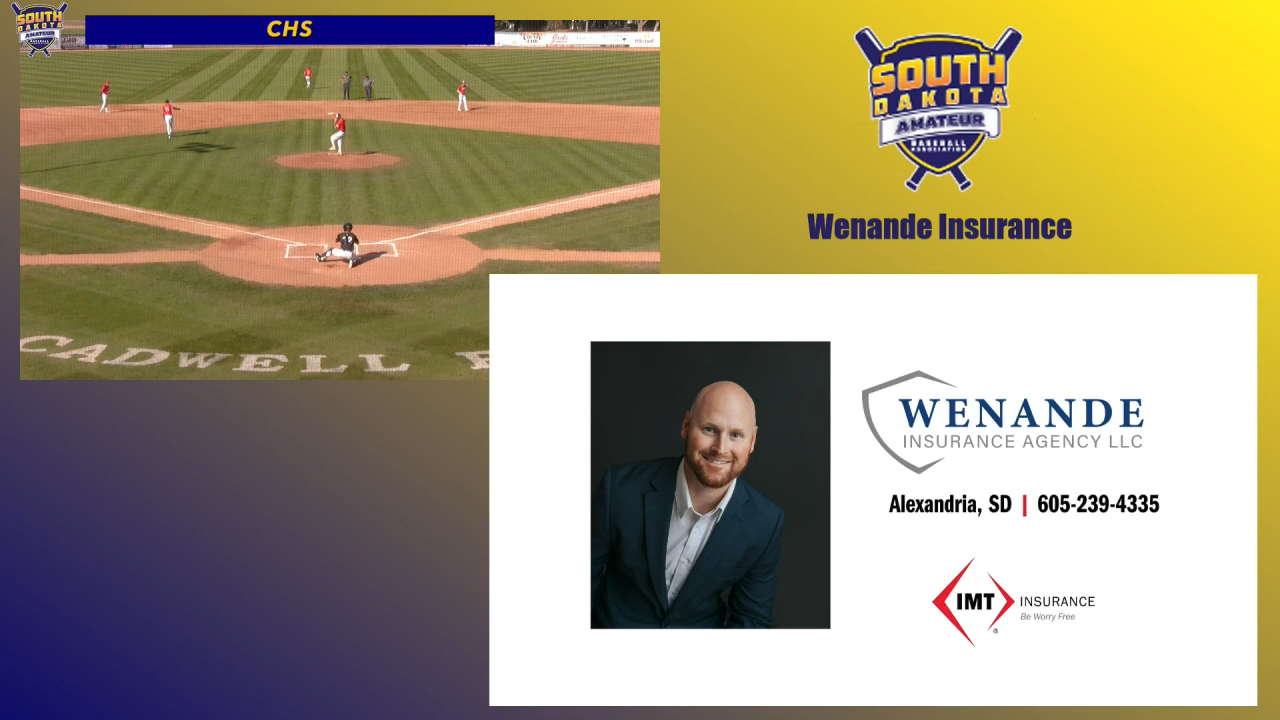 SOUTH
DAKOTA
AMATEUR
CHS
CADWELL
SOUTH
DAKOTA
AMATEUR
BASEBALL
ASSOCIATION
Wenande Insurance
WENANDE
INSURANCE AGENCY LLC
Alexandria, SD | 605-239-4335
IMT INSURANCE
Be Worry Free
®